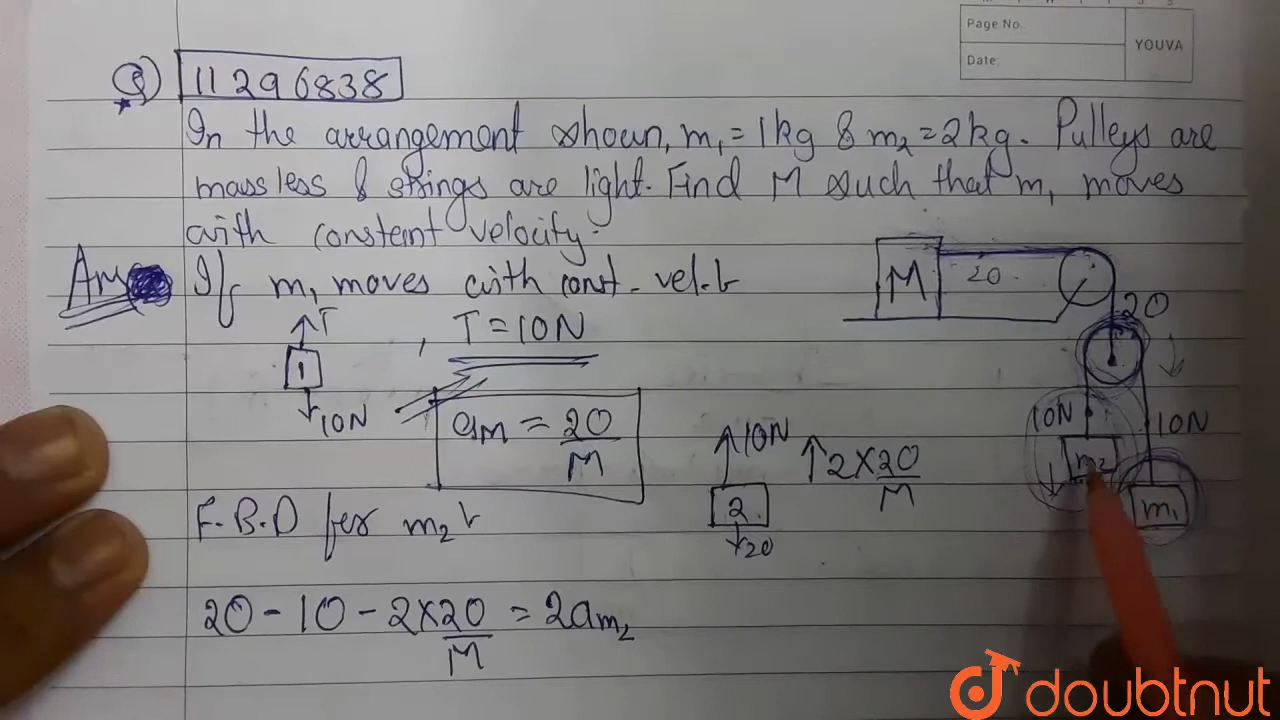 Page No.
YOUVA
Date.
Q) 11296838
In the arrangement shown, m₁ = 1kg & m₂ = 2kg. Pulleys are
massless & strings are light. Find M such that m₁ moves
with constant velocity.
Ans If m₁ moves with const. vel.
T
1
10N
, T = 10N
a_M = 20/M
M
20
20
10N
10N
m₂
m₁
10N
2
20
↑ 2×20/M
F.B.D for m₂
20 - 10 - 2×20/M = 2a_m₂
doubtnut